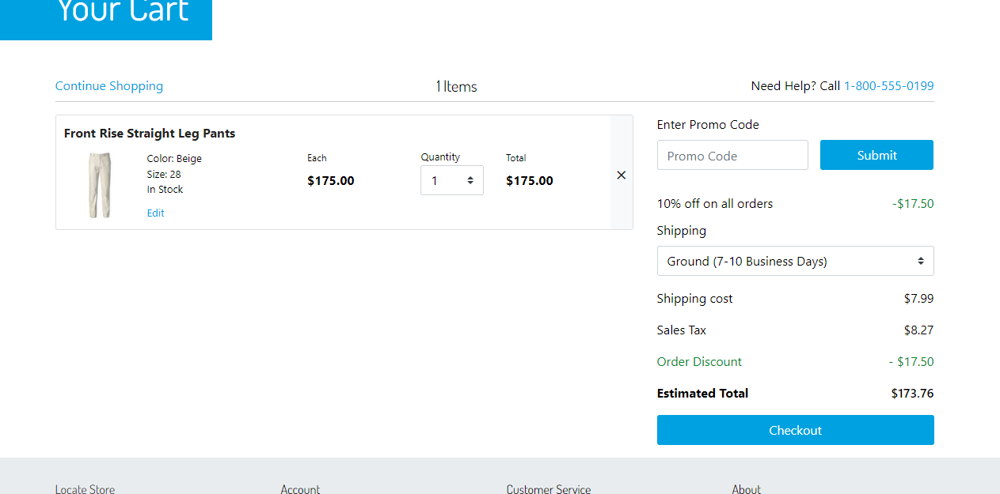 Your Cart
Continue Shopping
1 Items
Need Help? Call 1-800-555-0199
Front Rise Straight Leg Pants
Color: Beige
Size: 28
In Stock
Edit
Each
$175.00
Quantity
1
Total
$175.00
×
Enter Promo Code
Promo Code
Submit
10% off on all orders -$17.50
Shipping
Ground (7-10 Business Days)
Shipping cost $7.99
Sales Tax $8.27
Order Discount - $17.50
Estimated Total $173.76
Checkout
Locate Store
Account
Customer Service
About